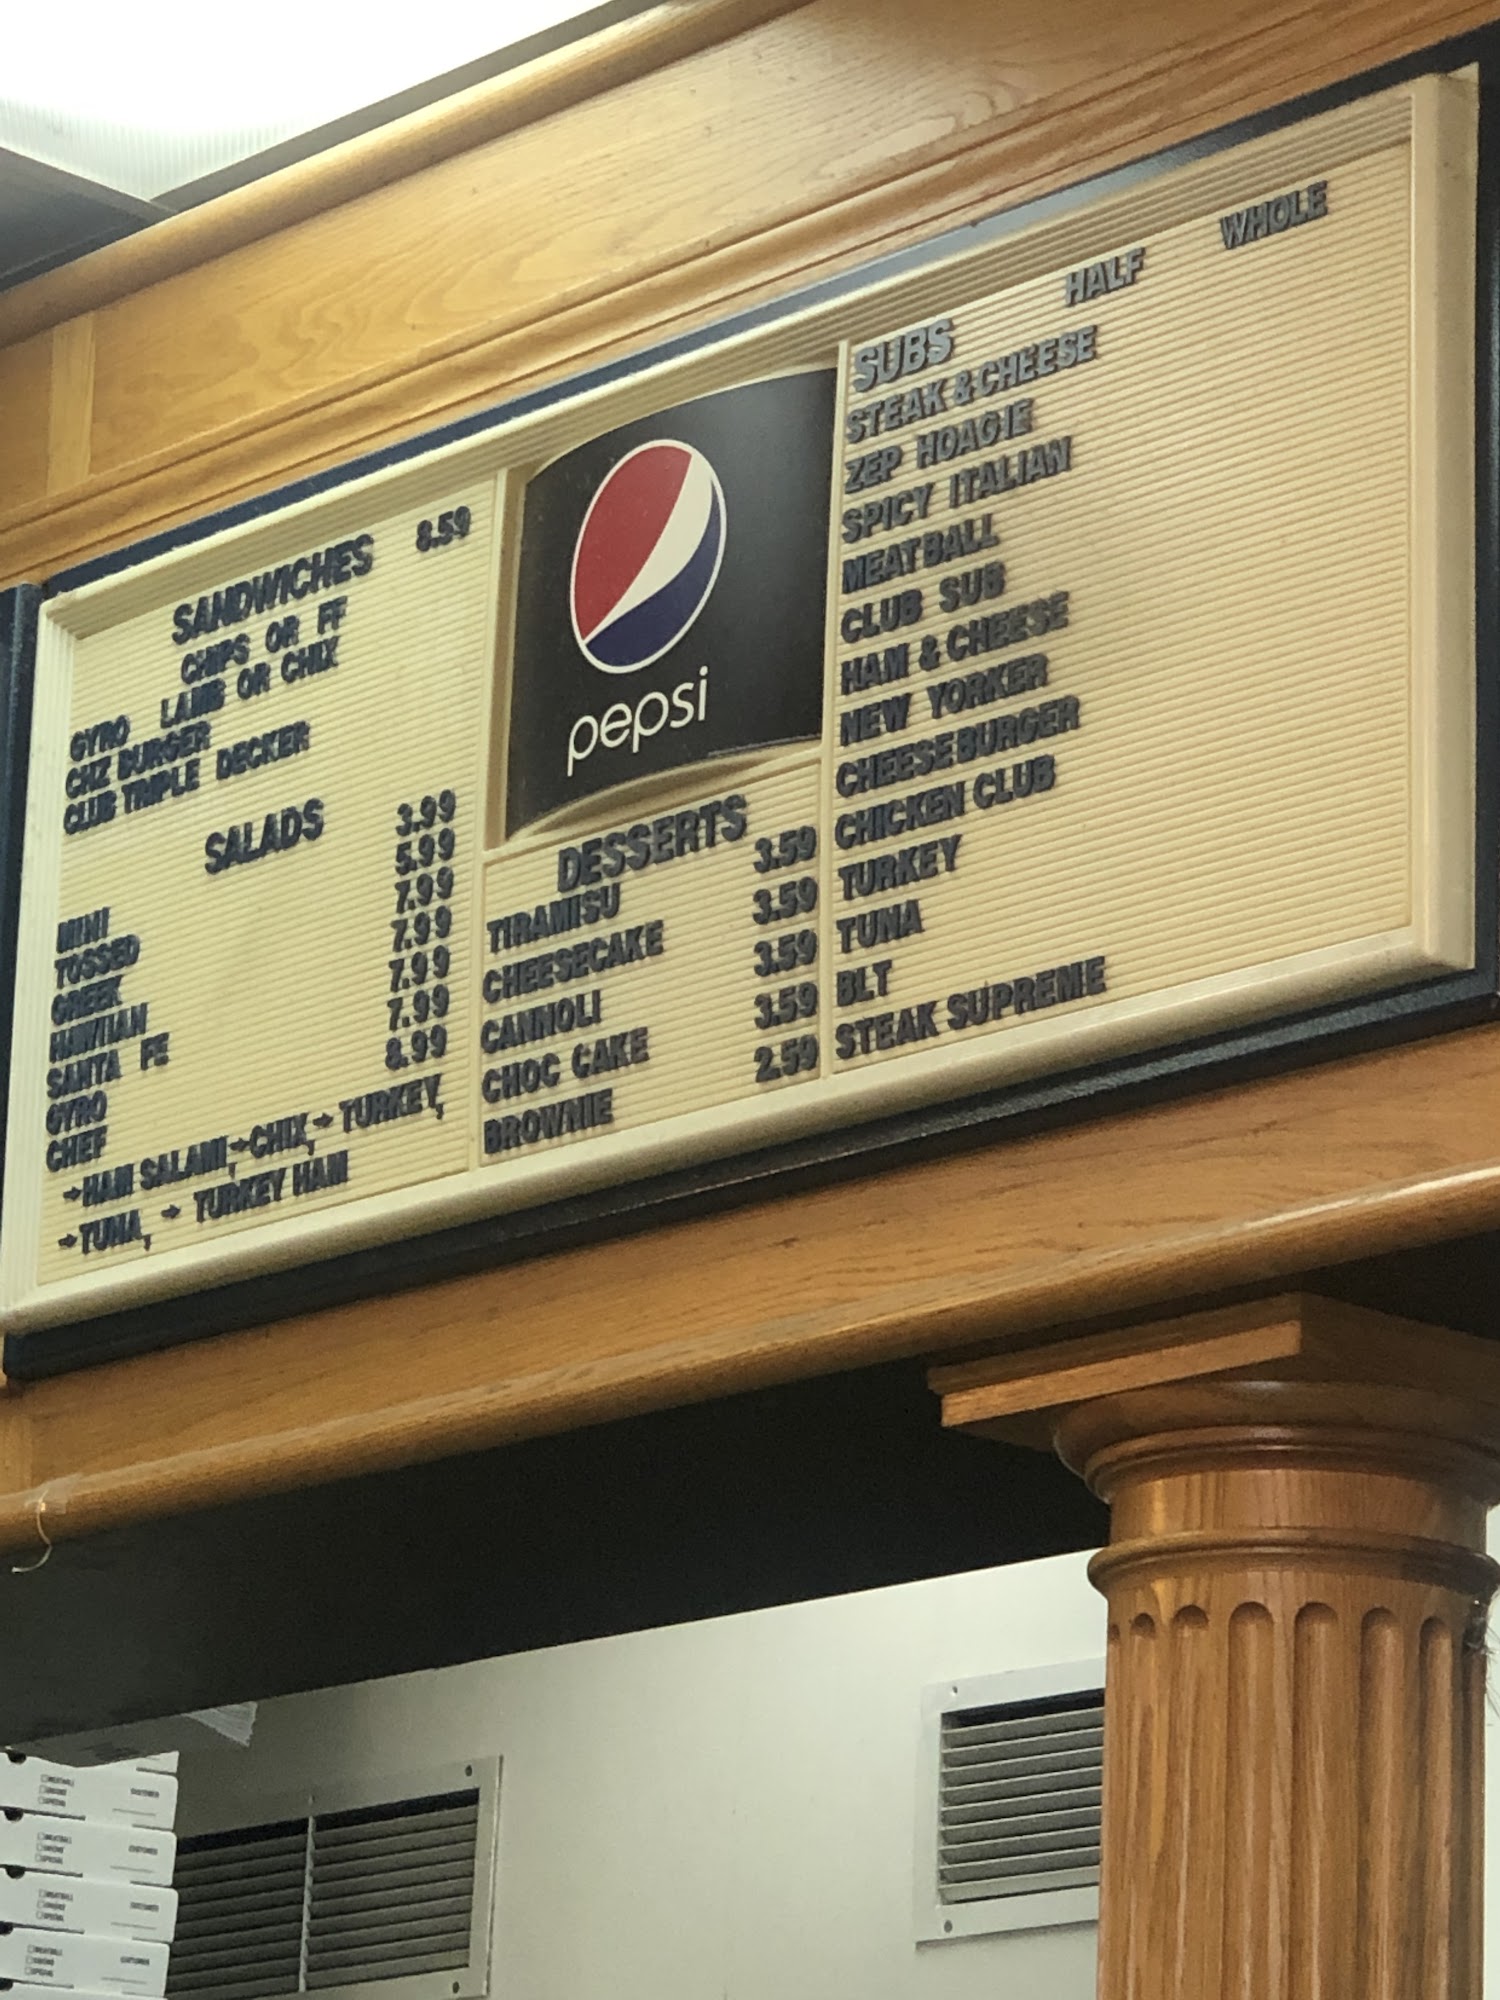 SANDWICHES 8.59
CHIPS OR FF
GYRO LAMB OR CHIX
CHZ BURGER
CLUB TRIPLE DECKER
SALADS
MINI 3.99
TOSSED 5.99
GREEK 7.99
HAWTIAN 7.99
SANTA FE 7.99
GYRO 7.99
CHEF 8.99
→HAM SALAMI,→CHIX,→TURKEY,
→TUNA, → TURKEY HAM
pepsi
DESSERTS
TIRAMISU 3.59
CHEESECAKE 3.59
CANNOLI 3.59
CHOC CAKE 3.59
BROWNIE 2.59
SUBS HALF WHOLE
STEAK & CHEESE
ZEP HOAGIE
SPICY ITALIAN
MEATBALL
CLUB SUB
HAM & CHEESE
NEW YORKER
CHEESEBURGER
CHICKEN CLUB
TURKEY
TUNA
BLT
STEAK SUPREME